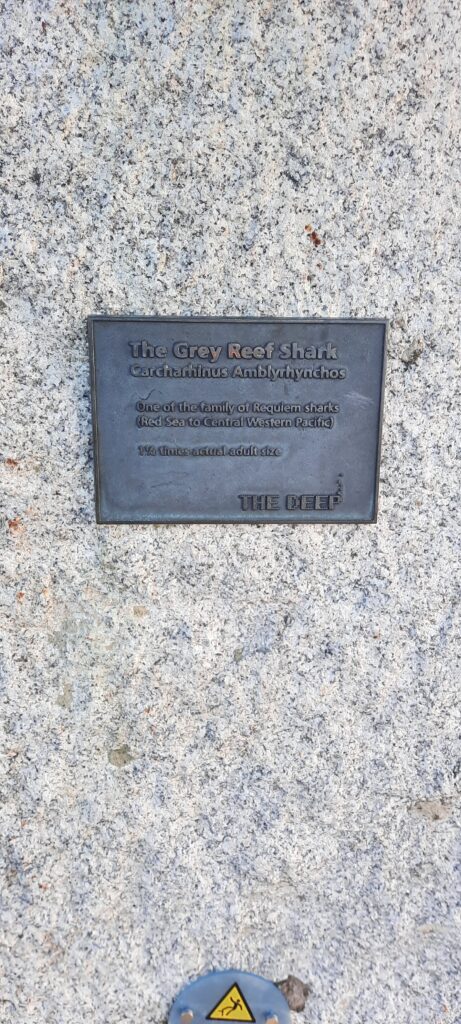 The Grey Reef Shark
Carcharhinus Amblyrhynchos
One of the family of Requiem sharks
(Red Sea to Central Western Pacific)
1¼ times actual adult size
THE DEEP